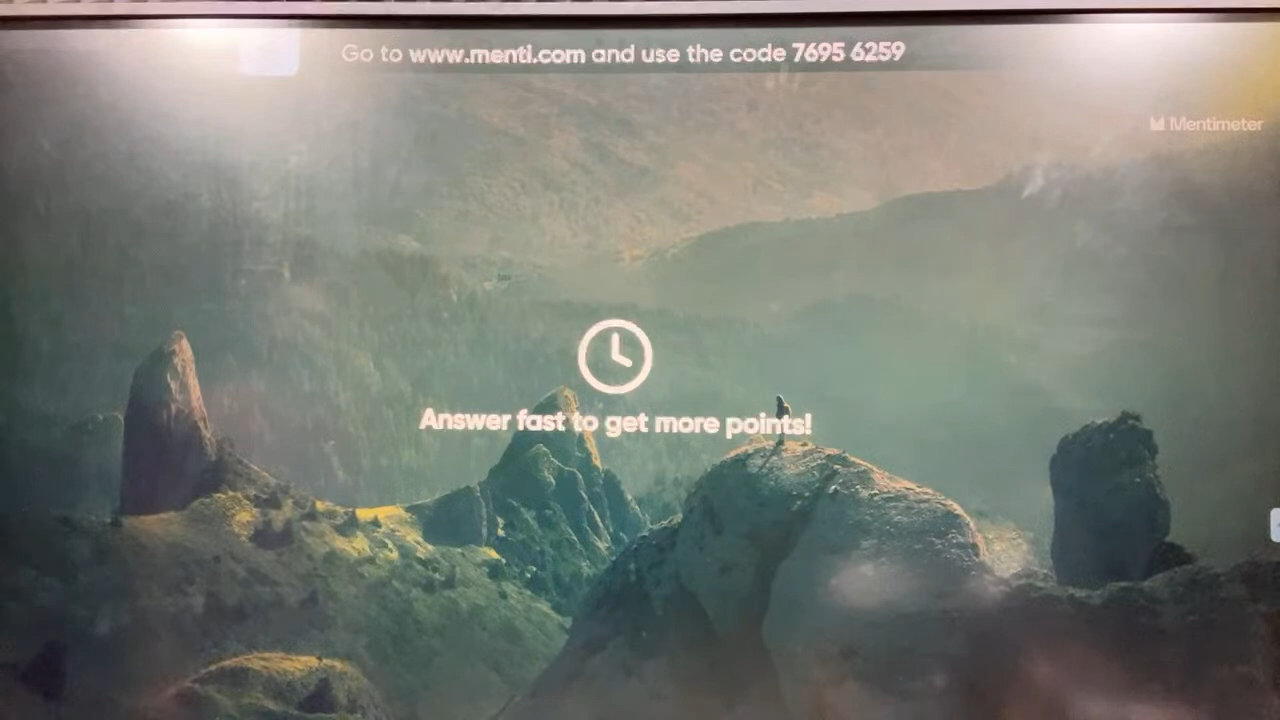 Go to www.menti.com and use the code 7695 6259
Mentimeter
Answer fast to get more points!